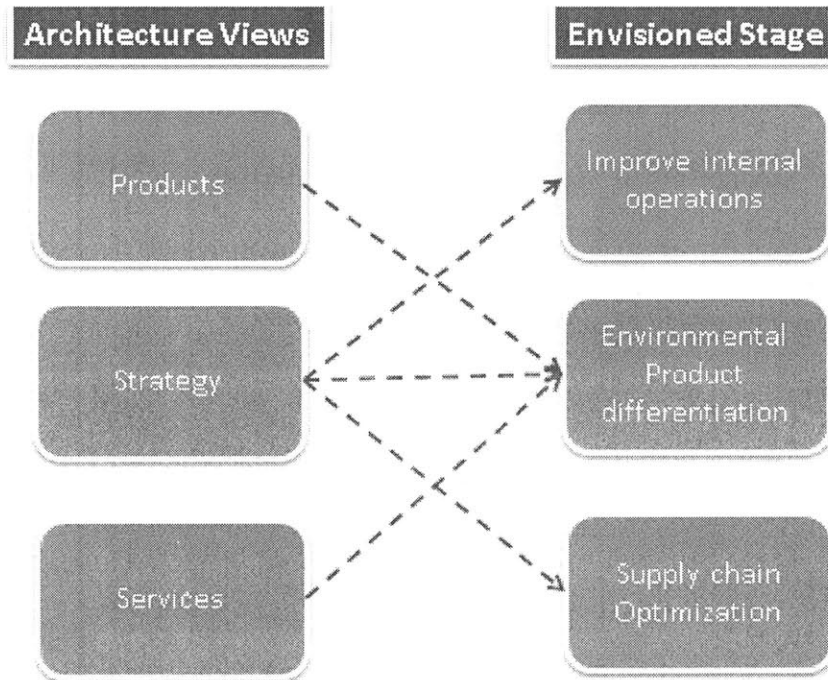 Architecture Views
Envisioned Stage
Products
Improve internal
operations
Strategy
Environmental
Product
differentiation
Services
Supply chain
Optimization